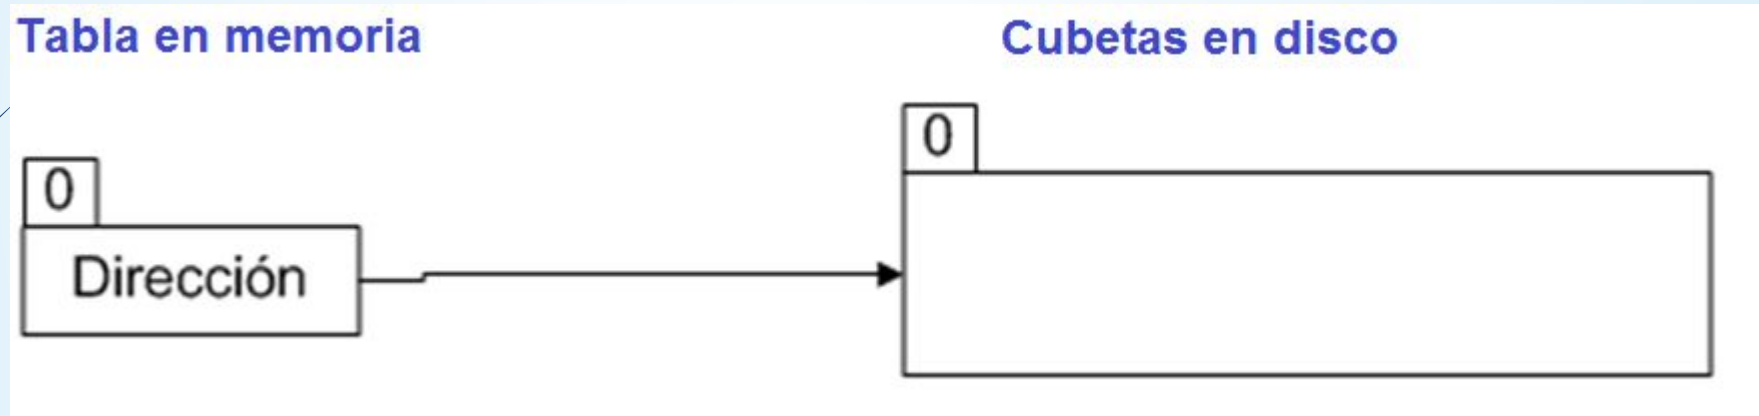 Tabla en memoria
Cubetas en disco
0
0
Dirección